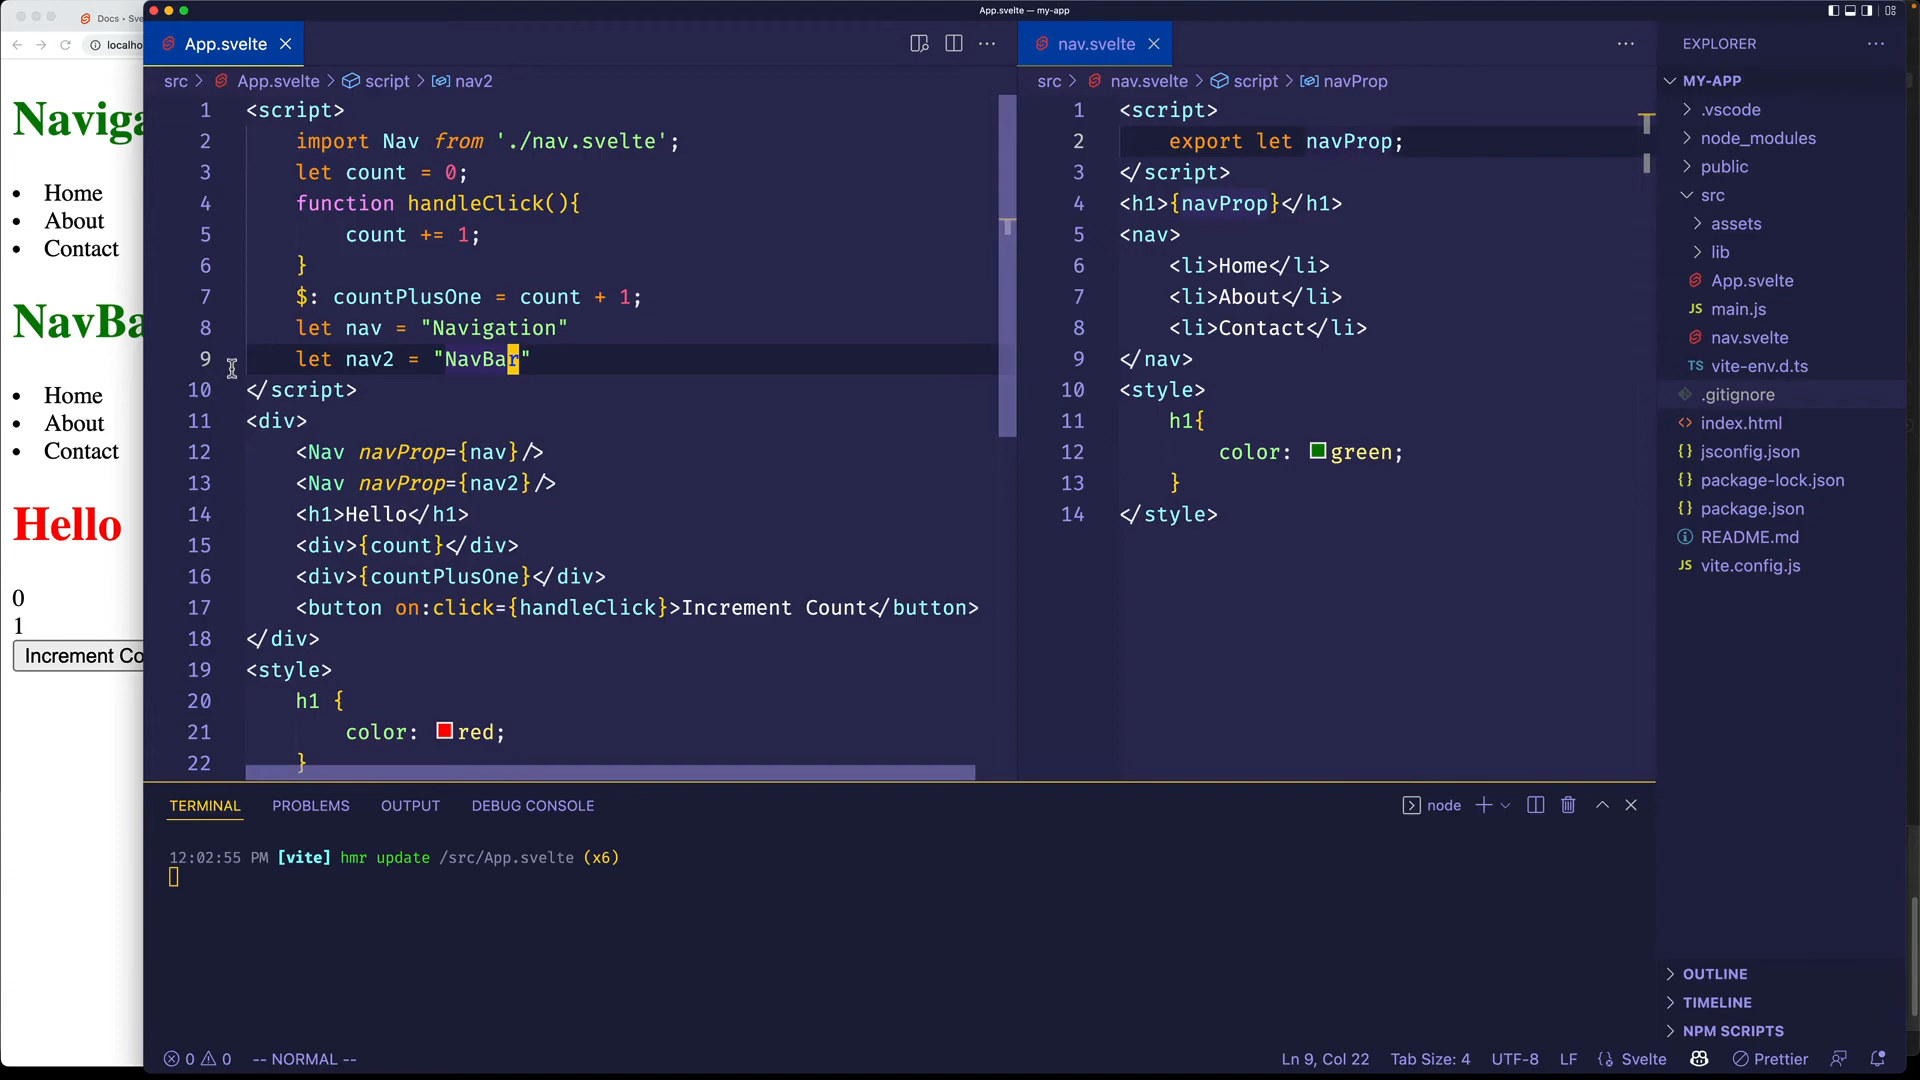 App.svelte — my-app
Docs • Sve
localho
Naviga
Home
About
Contact
NavBa
Home
About
Contact
Hello
0
1
Increment Co
App.svelte
src > App.svelte > script > nav2
1 <script>
2 import Nav from './nav.svelte';
3 let count = 0;
4 function handleClick(){
5 count += 1;
6 }
7 $: countPlusOne = count + 1;
8 let nav = "Navigation"
9 let nav2 = "NavBar"
10 </script>
11 <div>
12 <Nav navProp={nav}/>
13 <Nav navProp={nav2}/>
14 <h1>Hello</h1>
15 <div>{count}</div>
16 <div>{countPlusOne}</div>
17 <button on:click={handleClick}>Increment Count</button>
18 </div>
19 <style>
20 h1 {
21 color: red;
22 }
nav.svelte
src > nav.svelte > script > navProp
1 <script>
2 export let navProp;
3 </script>
4 <h1>{navProp}</h1>
5 <nav>
6 <li>Home</li>
7 <li>About</li>
8 <li>Contact</li>
9 </nav>
10 <style>
11 h1{
12 color: green;
13 }
14 </style>
EXPLORER
MY-APP
.vscode
node_modules
public
src
assets
lib
App.svelte
JS main.js
nav.svelte
TS vite-env.d.ts
.gitignore
<> index.html
{} jsconfig.json
{} package-lock.json
{} package.json
README.md
JS vite.config.js
OUTLINE
TIMELINE
NPM SCRIPTS
TERMINAL PROBLEMS OUTPUT DEBUG CONSOLE
node
12:02:55 PM [vite] hmr update /src/App.svelte (x6)
0 0 -- NORMAL --
Ln 9, Col 22 Tab Size: 4 UTF-8 LF {} Svelte Prettier